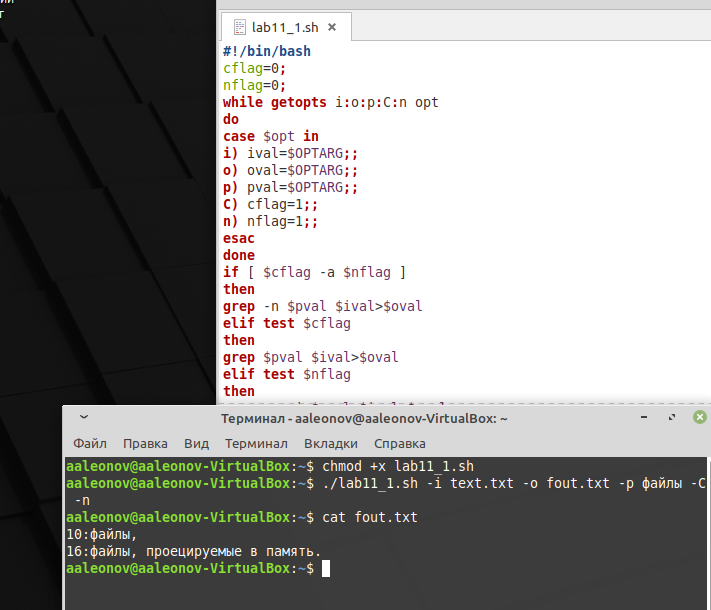 г
lab11_1.sh
#!/bin/bash
cflag=0;
nflag=0;
while getopts i:o:p:C:n opt
do
case $opt in
i) ival=$OPTARG;;
o) oval=$OPTARG;;
p) pval=$OPTARG;;
C) cflag=1;;
n) nflag=1;;
esac
done
if [ $cflag -a $nflag ]
then
grep -n $pval $ival>$oval
elif test $cflag
then
grep $pval $ival>$oval
elif test $nflag
then
Терминал - aaleonov@aaleonov-VirtualBox: ~
Файл Правка Вид Терминал Вкладки Справка
aaleonov@aaleonov-VirtualBox:~$ chmod +x lab11_1.sh
aaleonov@aaleonov-VirtualBox:~$ ./lab11_1.sh -i text.txt -o fout.txt -p файлы -C
-n
aaleonov@aaleonov-VirtualBox:~$ cat fout.txt
10:файлы,
16:файлы, проецируемые в память.
aaleonov@aaleonov-VirtualBox:~$